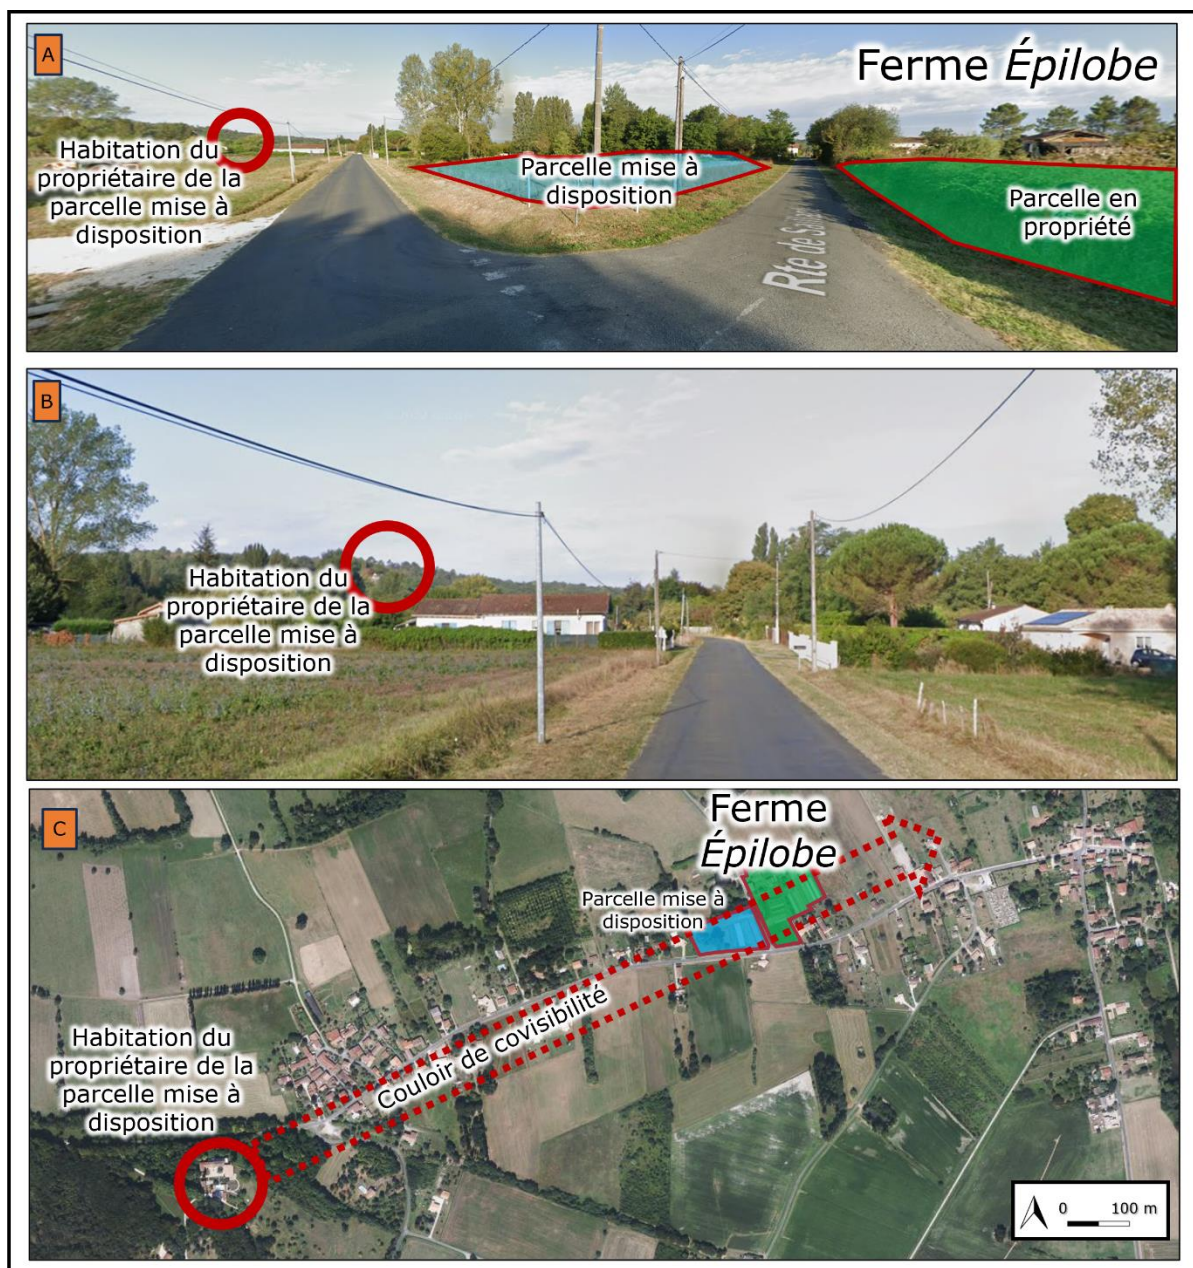 A
Ferme Épilobe
Habitation du
propriétaire de la
parcelle mise à
disposition
Parcelle mise à
disposition
Parcelle en
propriété
B
Habitation du
propriétaire de la
parcelle mise à
disposition
C
Ferme
Épilobe
Parcelle mise à
disposition
Couloir de covisibilité
Habitation du
propriétaire de la
parcelle mise à
disposition
0 100 m